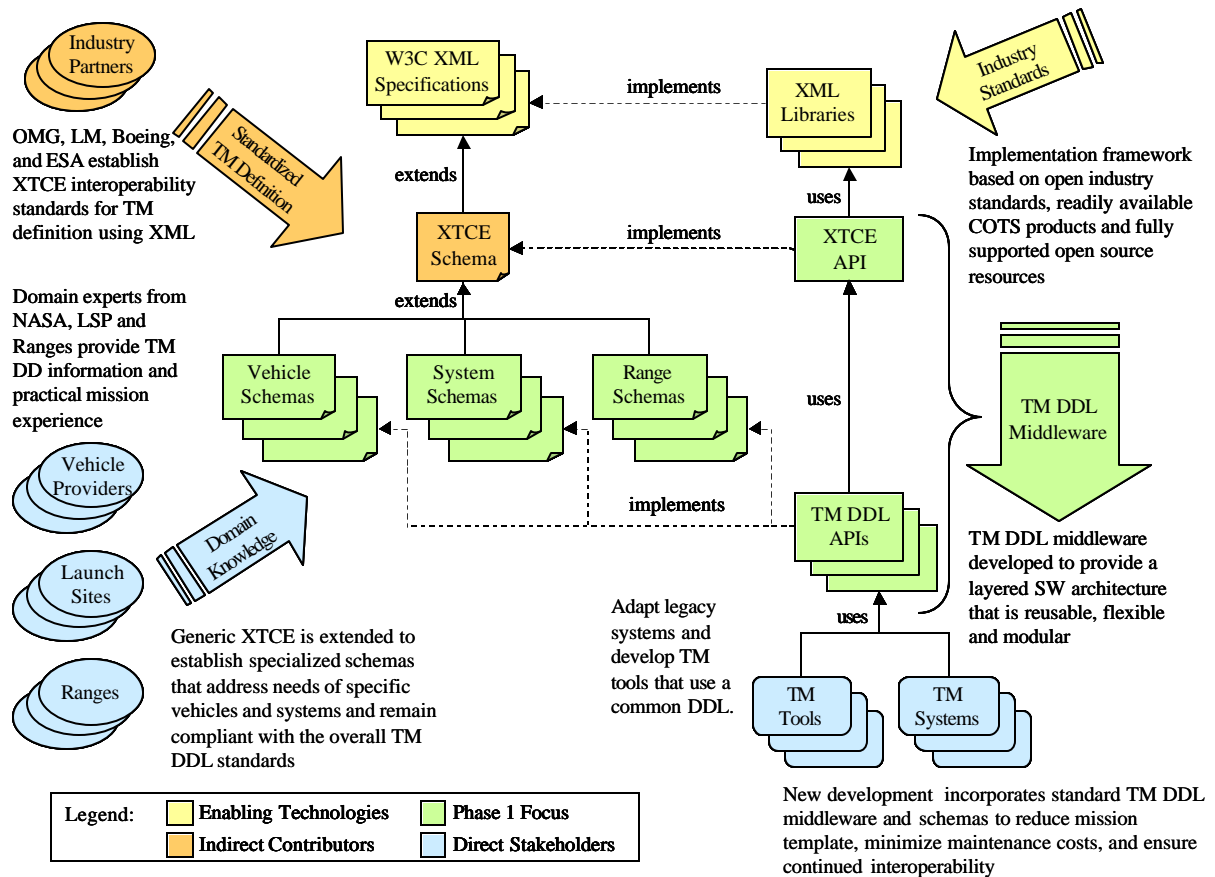 Industry
Partners
OMG, LM, Boeing,
and ESA establish
XTCE interoperability
standards for TM
definition using XML
Standardized
TM Definition
W3C XML
Specifications
implements
XML
Libraries
Industry
Standards
Implementation framework
based on open industry
standards, readily available
COTS products and fully
supported open source
resources
extends
uses
XTCE
Schema
implements
XTCE
API
extends
Domain experts from
NASA, LSP and
Ranges provide TM
DD information and
practical mission
experience
Vehicle
Schemas
System
Schemas
Range
Schemas
uses
TM DDL
Middleware
Vehicle
Providers
Launch
Sites
Ranges
Domain
Knowledge
implements
TM DDL
APIs
TM DDL middleware
developed to provide a
layered SW architecture
that is reusable, flexible
and modular
uses
Generic XTCE is extended to
establish specialized schemas
that address needs of specific
vehicles and systems and remain
compliant with the overall TM
DDL standards
Adapt legacy
systems and
develop TM
tools that use a
common DDL.
TM
Tools
TM
Systems
New development incorporates standard TM DDL
middleware and schemas to reduce mission
template, minimize maintenance costs, and ensure
continued interoperability
Legend:
Enabling Technologies
Phase 1 Focus
Indirect Contributors
Direct Stakeholders